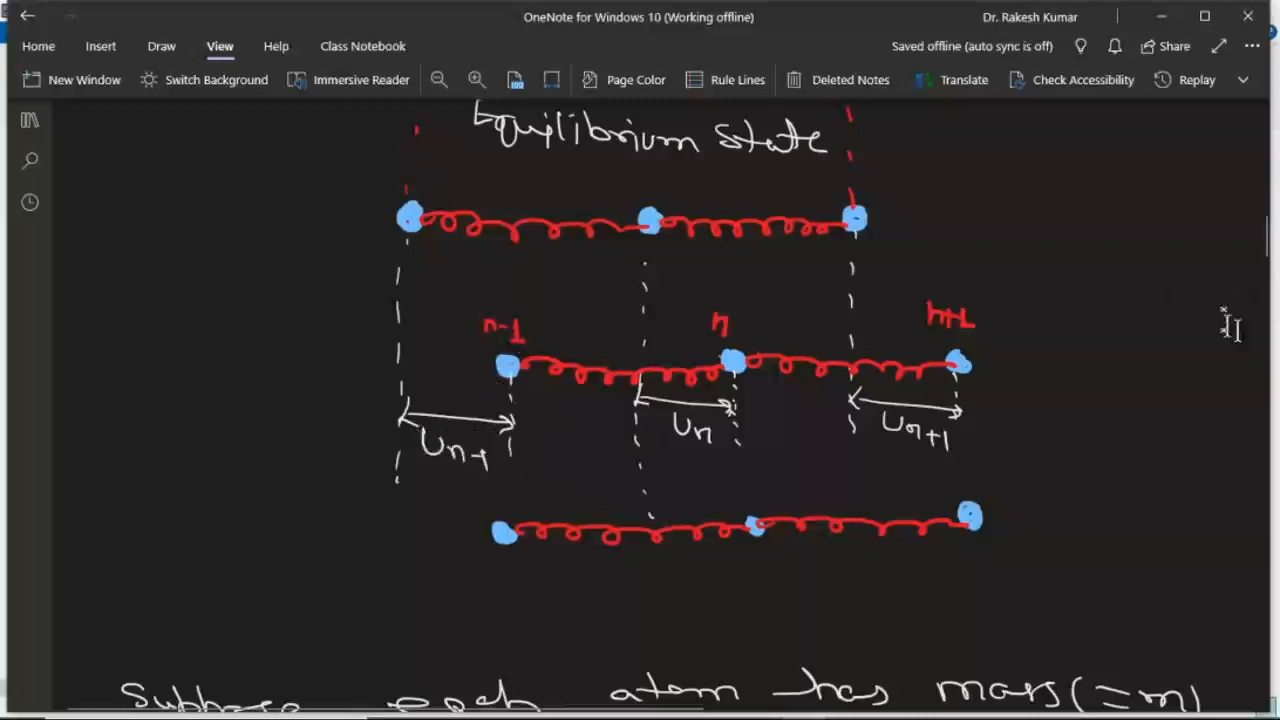 OneNote for Windows 10 (Working offline)
Dr. Rakesh Kumar
Home Insert Draw View Help Class Notebook
Saved offline (auto sync is off)
Share
New Window Switch Background Immersive Reader Page Color Rule Lines Deleted Notes Translate Check Accessibility Replay
Equilibrium State
n-1 n n+1
Un-1 Un Un+1
Suppose each atom has mass(=m)